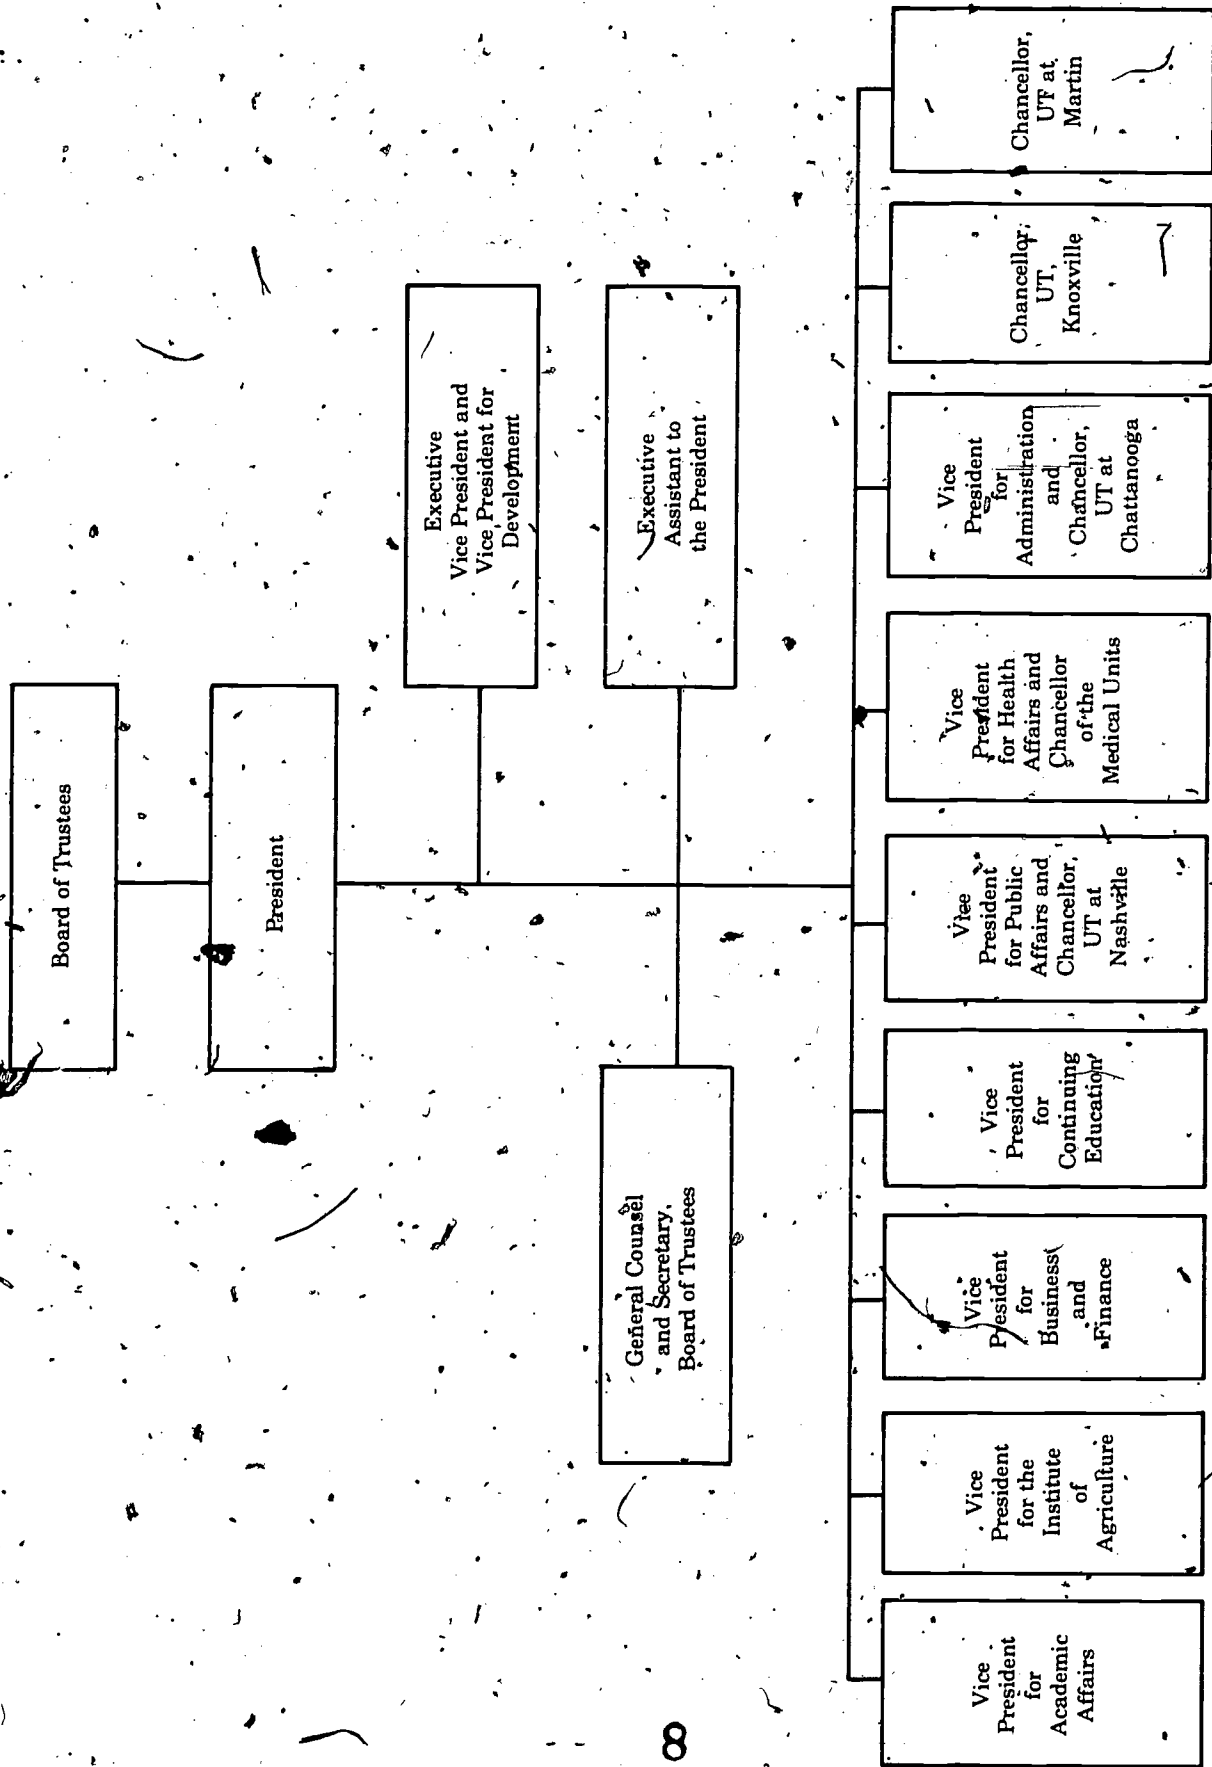 Board of Trustees
President
Executive
Vice President and
Vice President for
Development
General Counsel
and Secretary,
Board of Trustees
Executive
Assistant to
the President
Vice
President
for
Academic
Affairs
Vice
President
for the
Institute
of
Agriculture
Vice
President
for
Business
and
Finance
Vice
President
for
Continuing
Education
Vice
President
for Public
Affairs and
Chancellor,
UT at
Nashville
Vice
President
for Health
Affairs and
Chancellor
of the
Medical Units
Vice
President
for
Administration
and
Chancellor,
UT at
Chattanooga
Chancellor,
UT,
Knoxville
Chancellor,
UT at
Martin
8